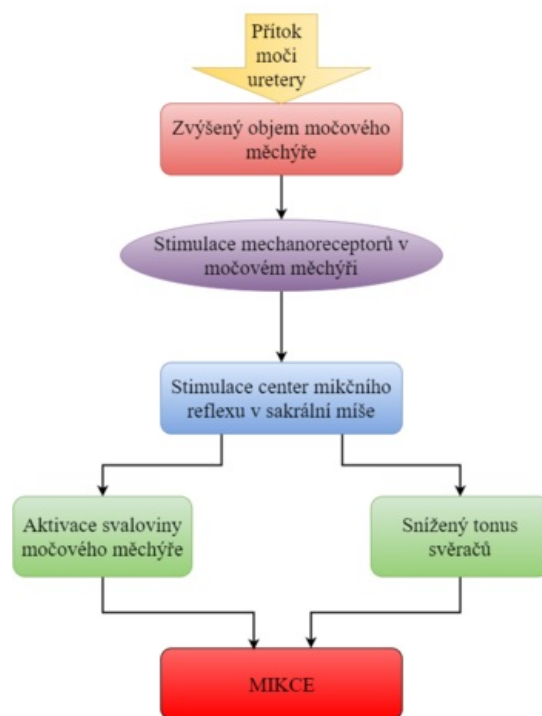 Přítok
moči
uretery
Zvýšený objem močového
měchýře
Stimulace mechanoreceptorů v
močovém měchýři
Stimulace center mikčního
reflexu v sakrální míše
Aktivace svaloviny
močového měchýře
Snížený tonus
svěračů
MIKCE